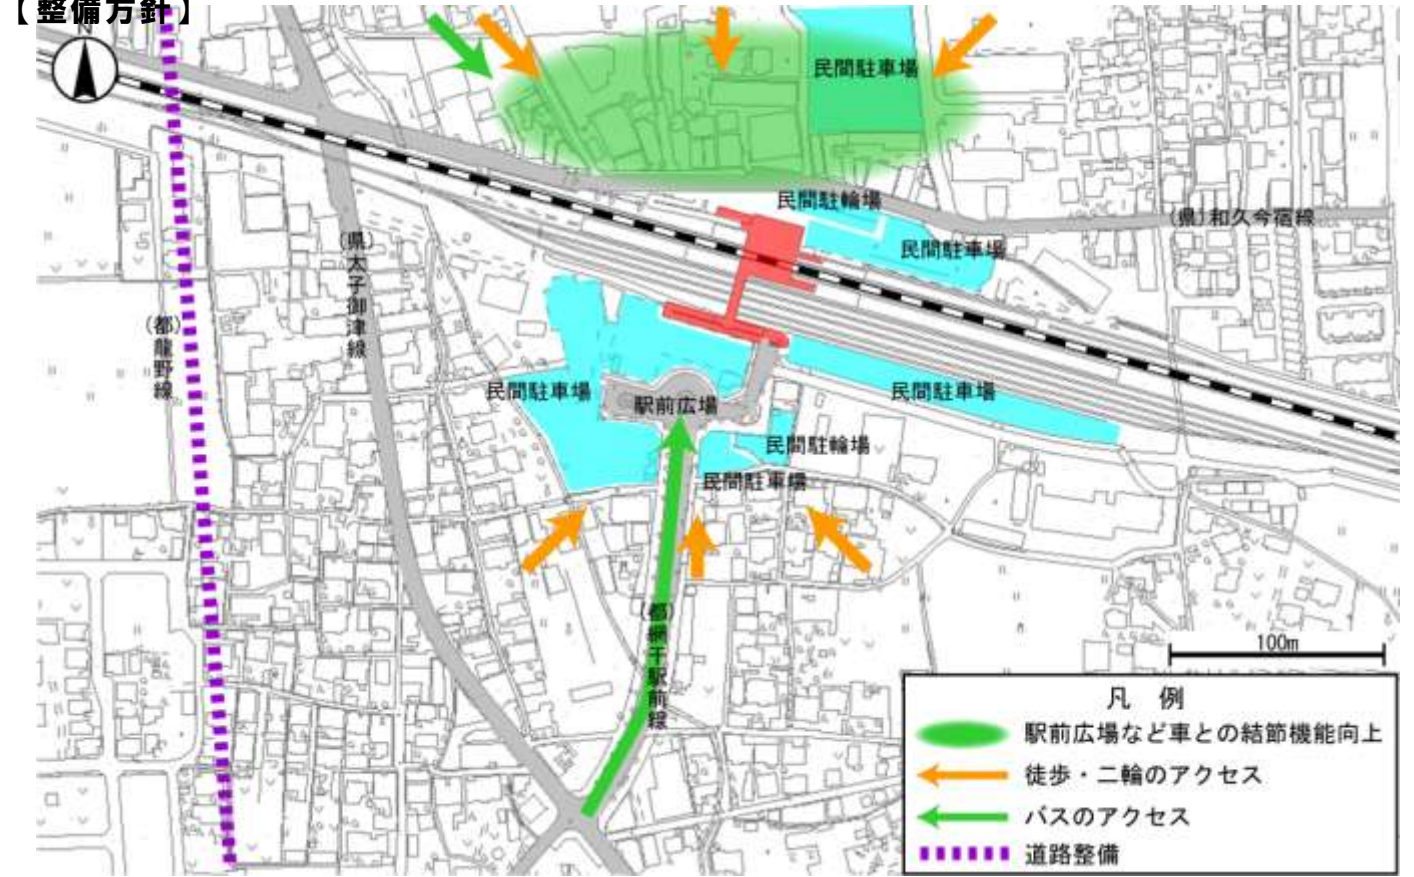 【整備方針】
N
民間駐車場
民間駐輪場
(県)和久今宿線
民間駐車場
(県)太子御津線
(都)龍野線
民間駐車場
駅前広場
民間駐車場
民間駐輪場
民間駐車場
(都)網干駅前線
100m
凡 例
駅前広場など車との結節機能向上
徒歩・二輪のアクセス
バスのアクセス
道路整備